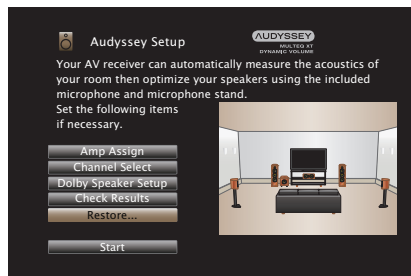 Audyssey Setup
AUDYSSEY
MULTEQ XT
DYNAMIC VOLUME
Your AV receiver can automatically measure the acoustics of
your room then optimize your speakers using the included
microphone and microphone stand.
Set the following items
if necessary.
Amp Assign
Channel Select
Dolby Speaker Setup
Check Results
Restore...
Start